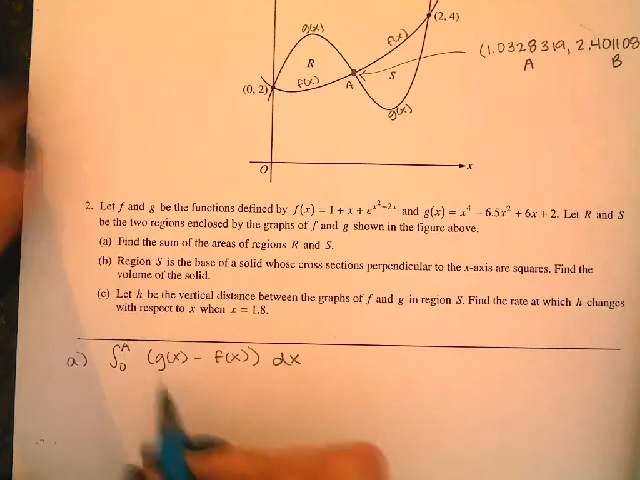 g(x)
(2, 4)
f(x)
(1.0328319, 2.401108
A B
R
S
f(x)
(0, 2)
A
g(x)
O
x
2. Let f and g be the functions defined by f(x) = 1 + x + e^{x²−2x} and g(x) = x⁴ − 6.5x² + 6x + 2. Let R and S
be the two regions enclosed by the graphs of f and g shown in the figure above.
(a) Find the sum of the areas of regions R and S.
(b) Region S is the base of a solid whose cross sections perpendicular to the x-axis are squares. Find the
volume of the solid.
(c) Let h be the vertical distance between the graphs of f and g in region S. Find the rate at which h changes
with respect to x when x = 1.8.
a) ∫₀ᴬ (g(x) − f(x)) dx